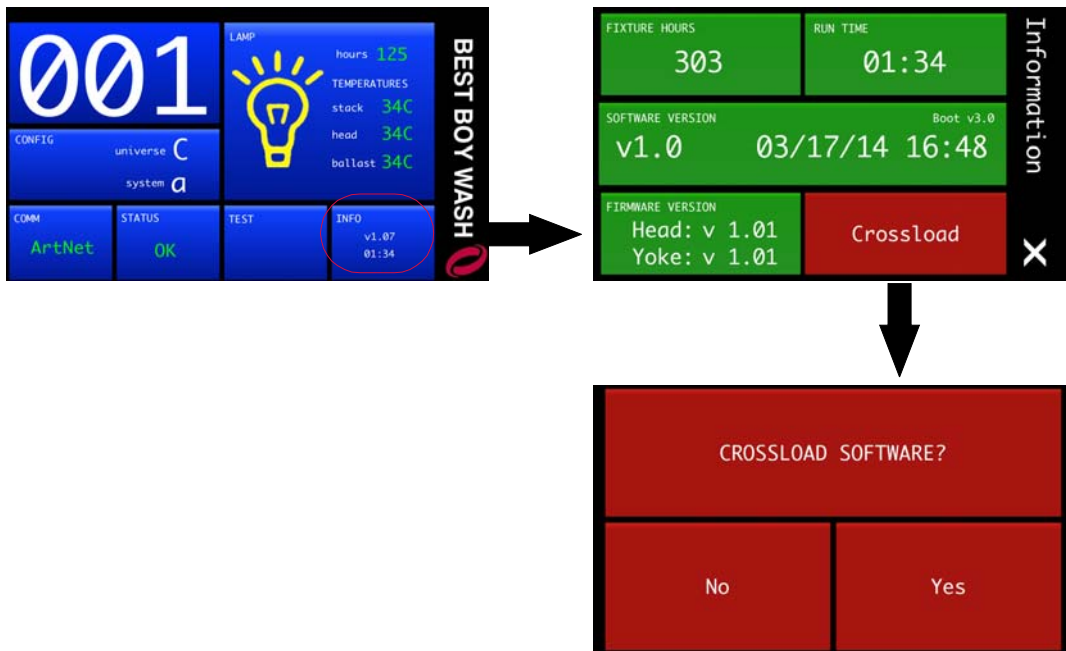 001
LAMP
hours 125
TEMPERATURES
stack 34C
head 34C
ballast 34C
CONFIG
universe C
system a
COMM
ArtNet
STATUS
OK
TEST
INFO
v1.07
01:34
BEST BOY WASH
FIXTURE HOURS
303
RUN TIME
01:34
SOFTWARE VERSION
Boot v3.0
v1.0 03/17/14 16:48
FIRMWARE VERSION
Head: v 1.01
Yoke: v 1.01
Crossload
Information
X
CROSSLOAD SOFTWARE?
No
Yes